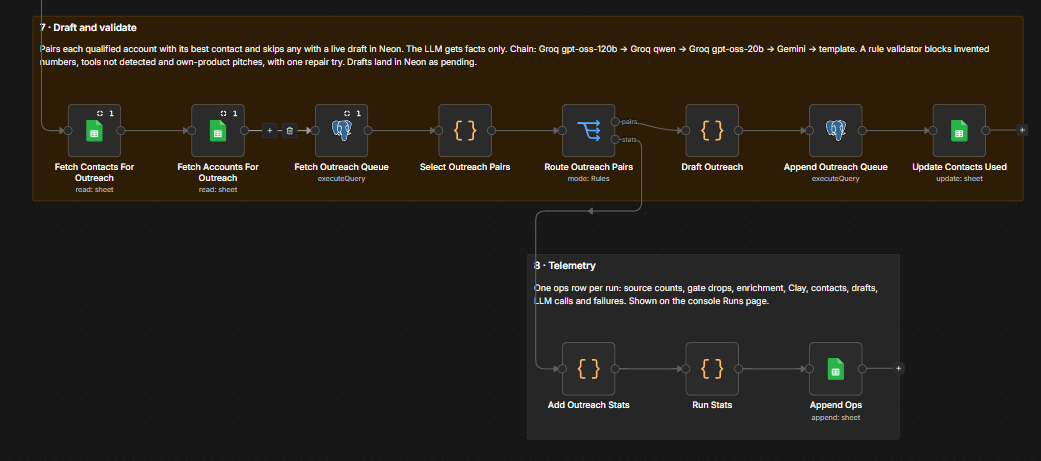 7 · Draft and validate
Pairs each qualified account with its best contact and skips any with a live draft in Neon. The LLM gets facts only. Chain: Groq gpt-oss-120b → Groq qwen → Groq gpt-oss-20b → Gemini → template. A rule validator blocks invented
numbers, tools not detected and own-product pitches, with one repair try. Drafts land in Neon as pending.
1
1
1
pairs
stats
Fetch Contacts For
Outreach
read: sheet
Fetch Accounts For
Outreach
read: sheet
Fetch Outreach Queue
executeQuery
Select Outreach Pairs
Route Outreach Pairs
mode: Rules
Draft Outreach
Append Outreach Queue
executeQuery
Update Contacts Used
update: sheet
8 · Telemetry
One ops row per run: source counts, gate drops, enrichment, Clay, contacts, drafts,
LLM calls and failures. Shown on the console Runs page.
Add Outreach Stats
Run Stats
Append Ops
append: sheet